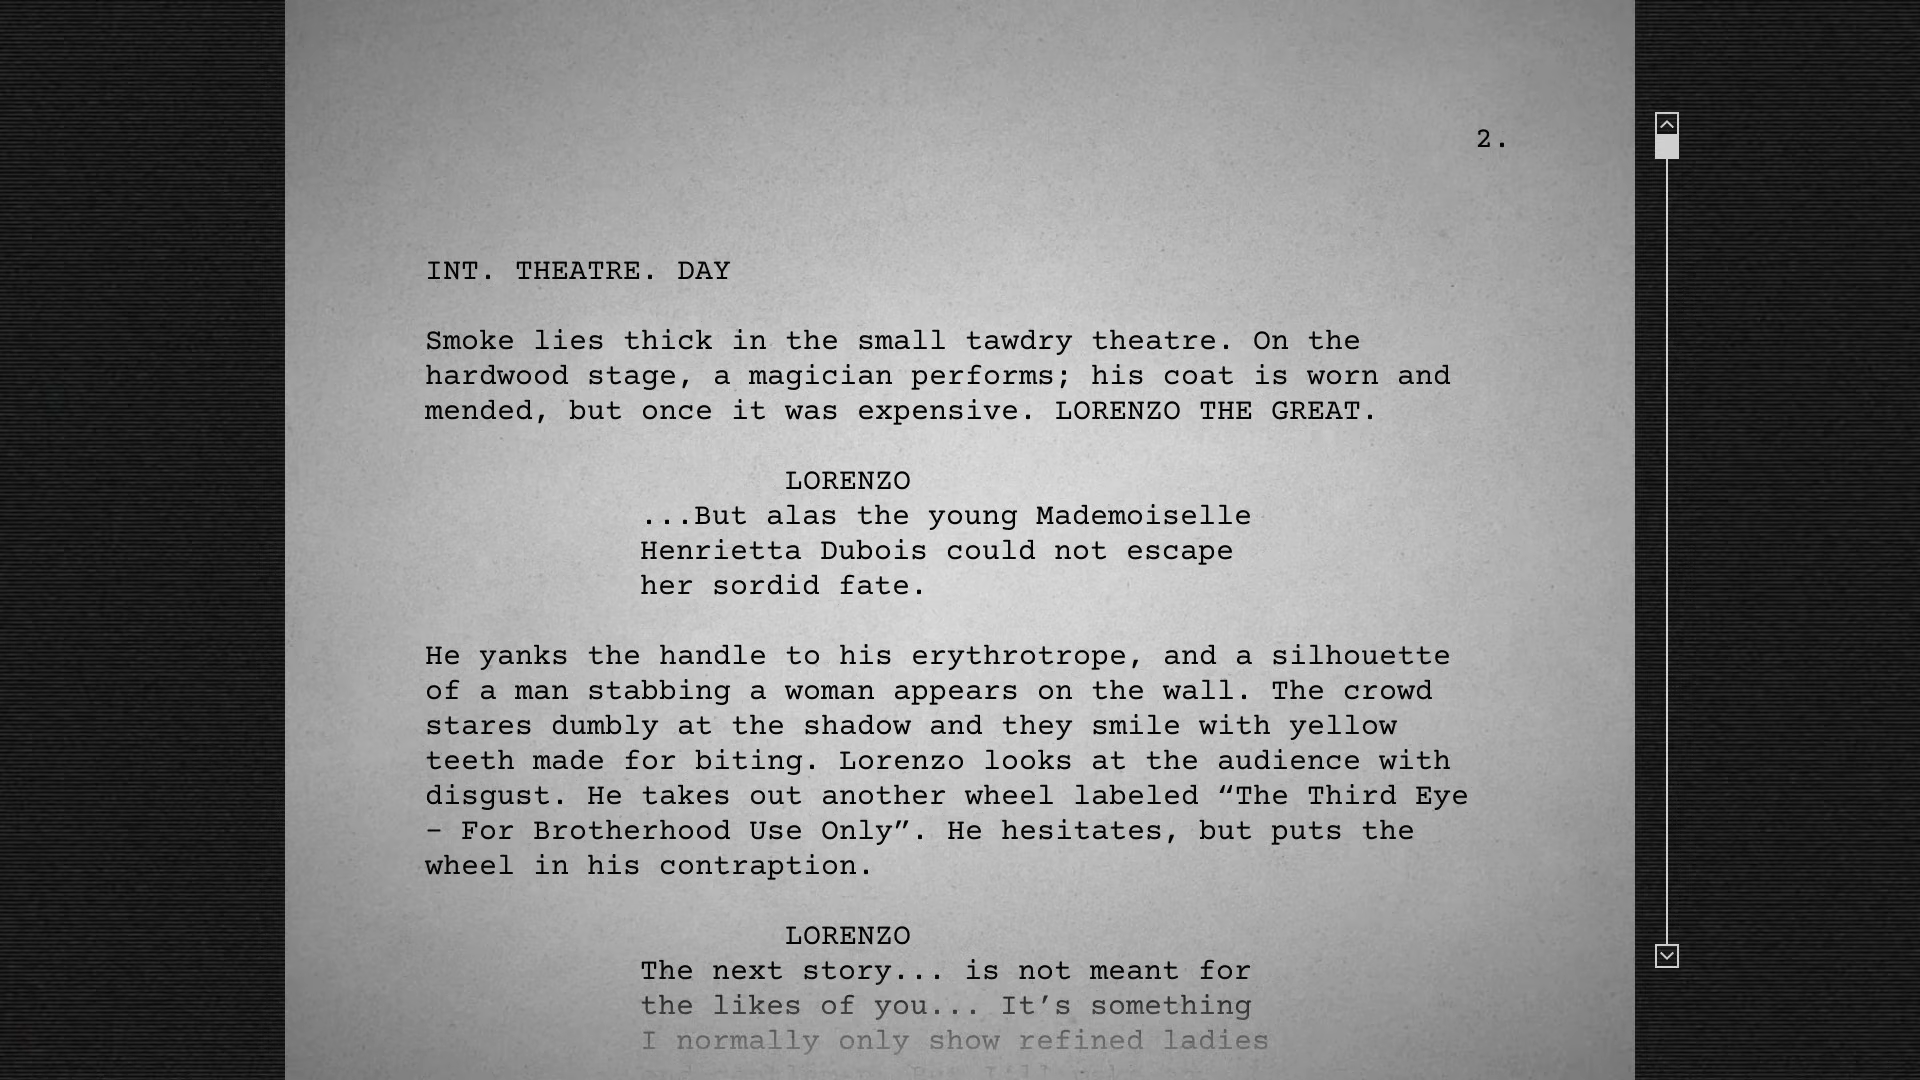 2.
INT. THEATRE. DAY
Smoke lies thick in the small tawdry theatre. On the
hardwood stage, a magician performs; his coat is worn and
mended, but once it was expensive. LORENZO THE GREAT.
LORENZO
...But alas the young Mademoiselle
Henrietta Dubois could not escape
her sordid fate.
He yanks the handle to his erythrotrope, and a silhouette
of a man stabbing a woman appears on the wall. The crowd
stares dumbly at the shadow and they smile with yellow
teeth made for biting. Lorenzo looks at the audience with
disgust. He takes out another wheel labeled “The Third Eye
– For Brotherhood Use Only”. He hesitates, but puts the
wheel in his contraption.
LORENZO
The next story... is not meant for
the likes of you... It’s something
I normally only show refined ladies